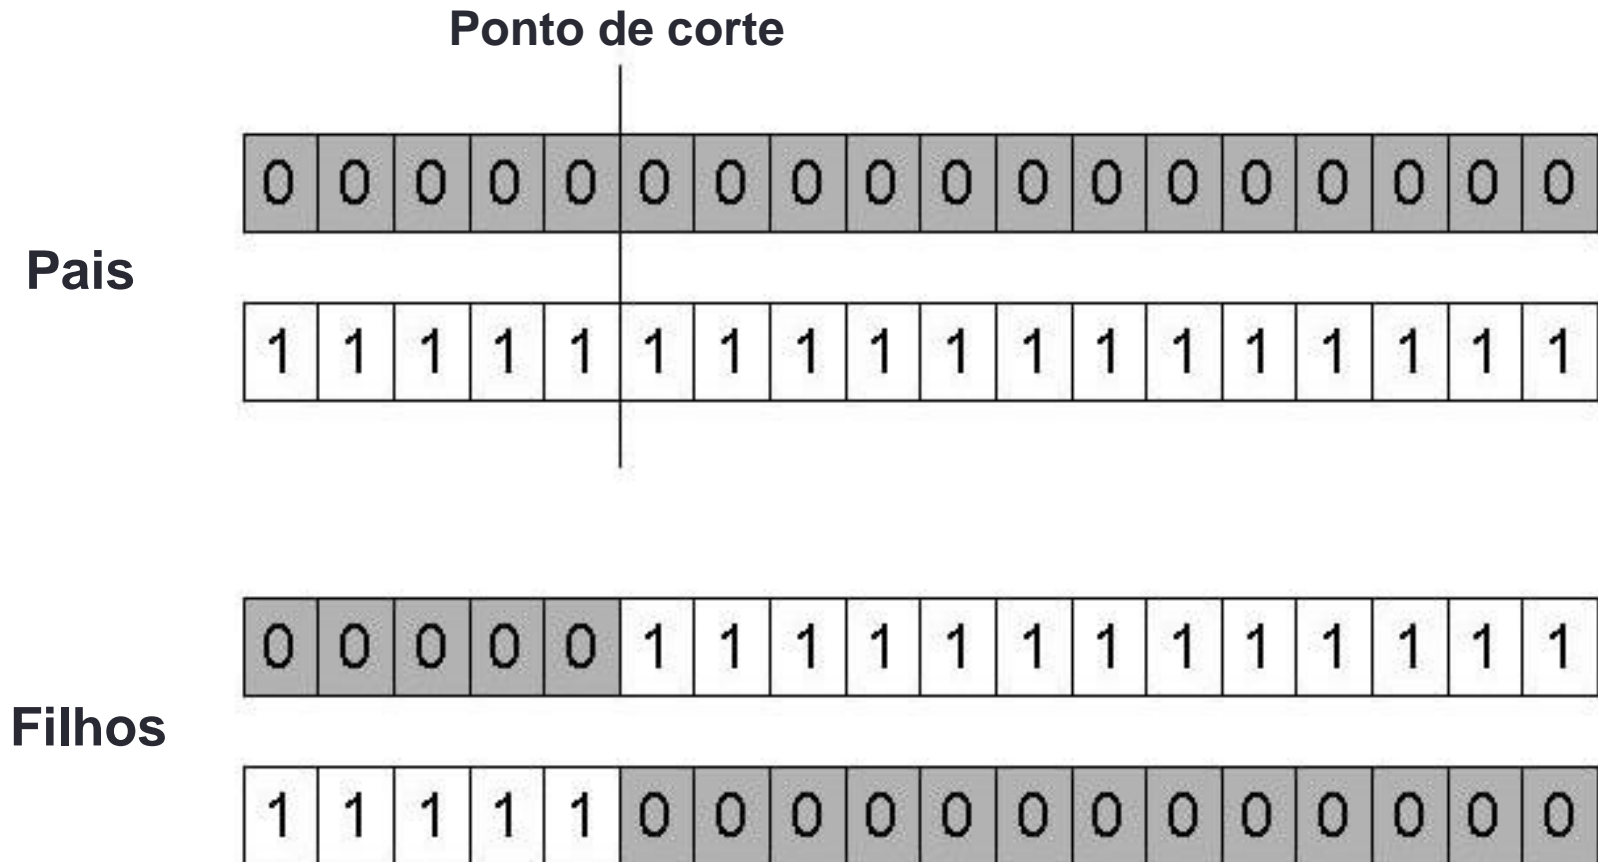 Ponto de corte
0 0 0 0 0 0 0 0 0 0 0 0 0 0 0 0 0 0
Pais
1 1 1 1 1 1 1 1 1 1 1 1 1 1 1 1 1 1
0 0 0 0 0 1 1 1 1 1 1 1 1 1 1 1 1 1
Filhos
1 1 1 1 1 0 0 0 0 0 0 0 0 0 0 0 0 0